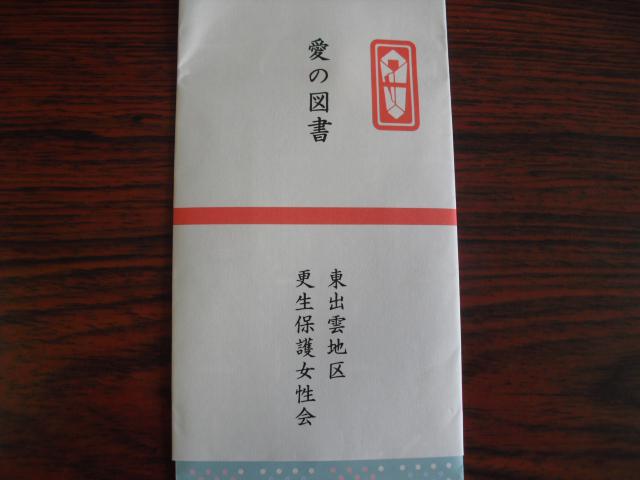 愛の図書
東出雲地区
更生保護女性会